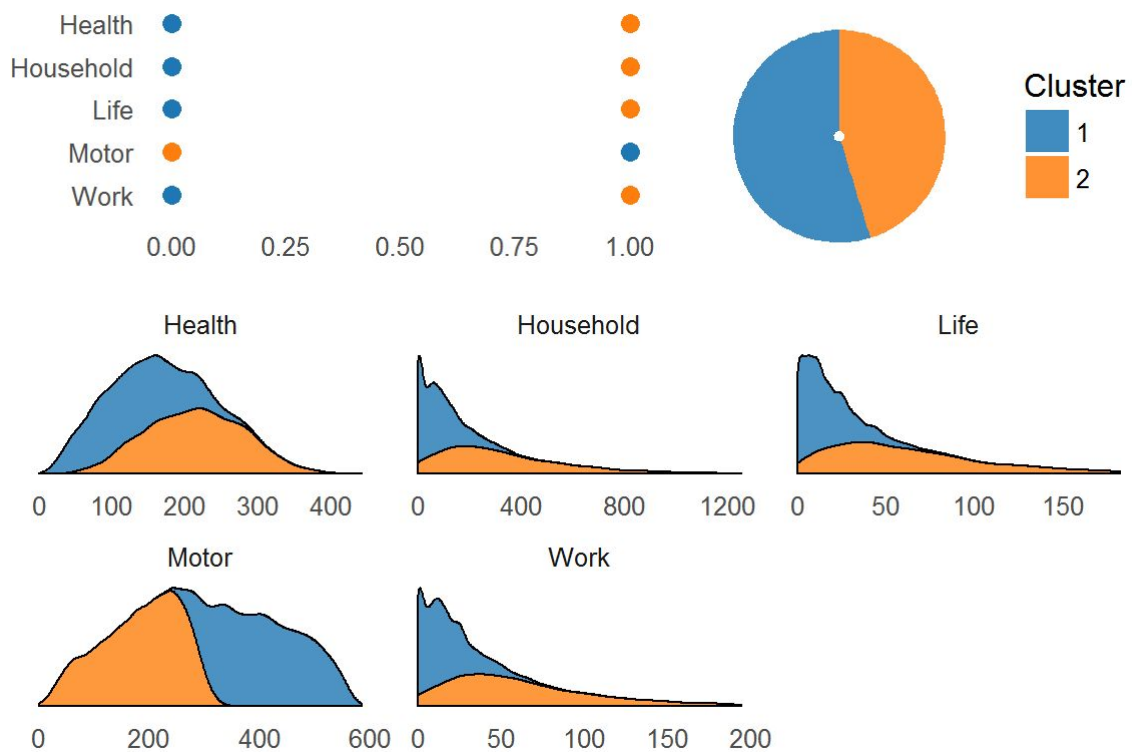 Health
Household
Life
Motor
Work
0.00 0.25 0.50 0.75 1.00
Cluster
1
2
Health Household Life
0 100 200 300 400 0 400 800 1200 0 50 100 150
Motor Work
0 200 400 600 0 50 100 150 200